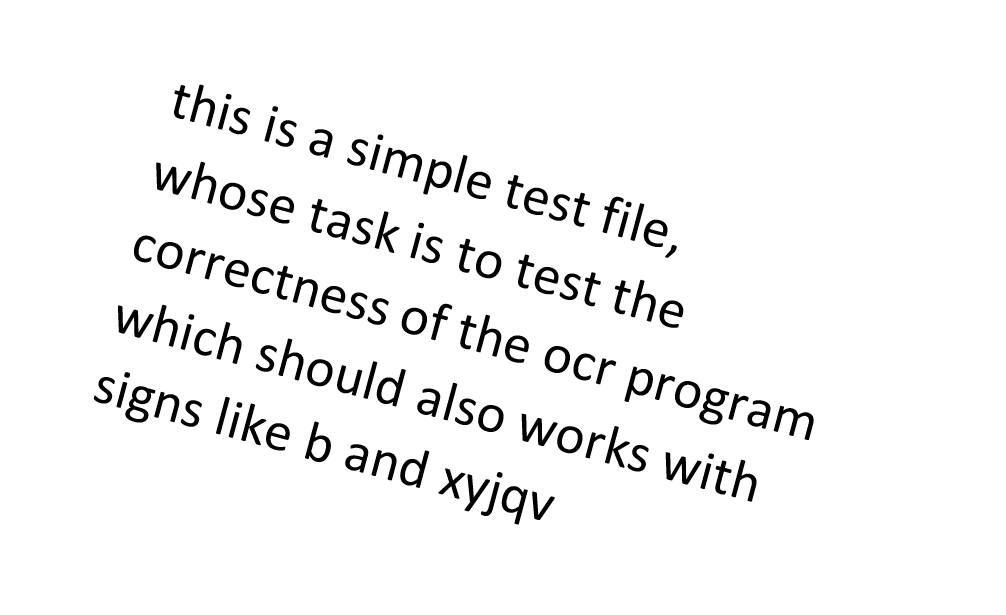 this is a simple test file,
whose task is to test the
correctness of the ocr program
which should also works with
signs like b and xyjqv